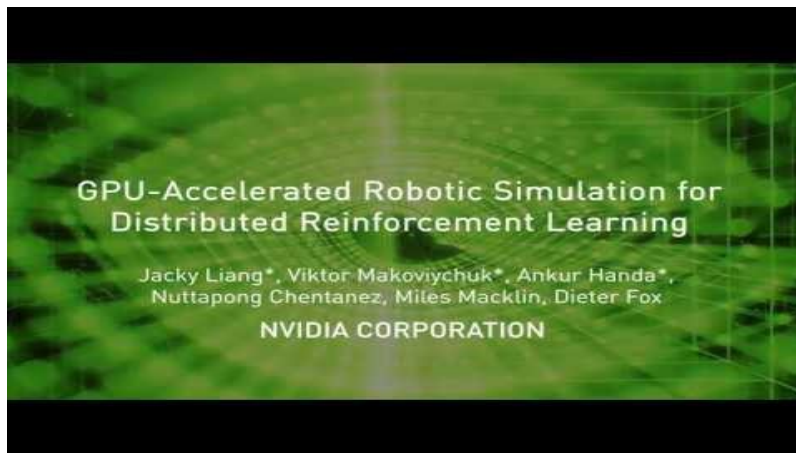 GPU-Accelerated Robotic Simulation for
Distributed Reinforcement Learning
Jacky Liang*, Viktor Makoviychuk*, Ankur Handa*,
Nuttapong Chentanez, Miles Macklin, Dieter Fox
NVIDIA CORPORATION